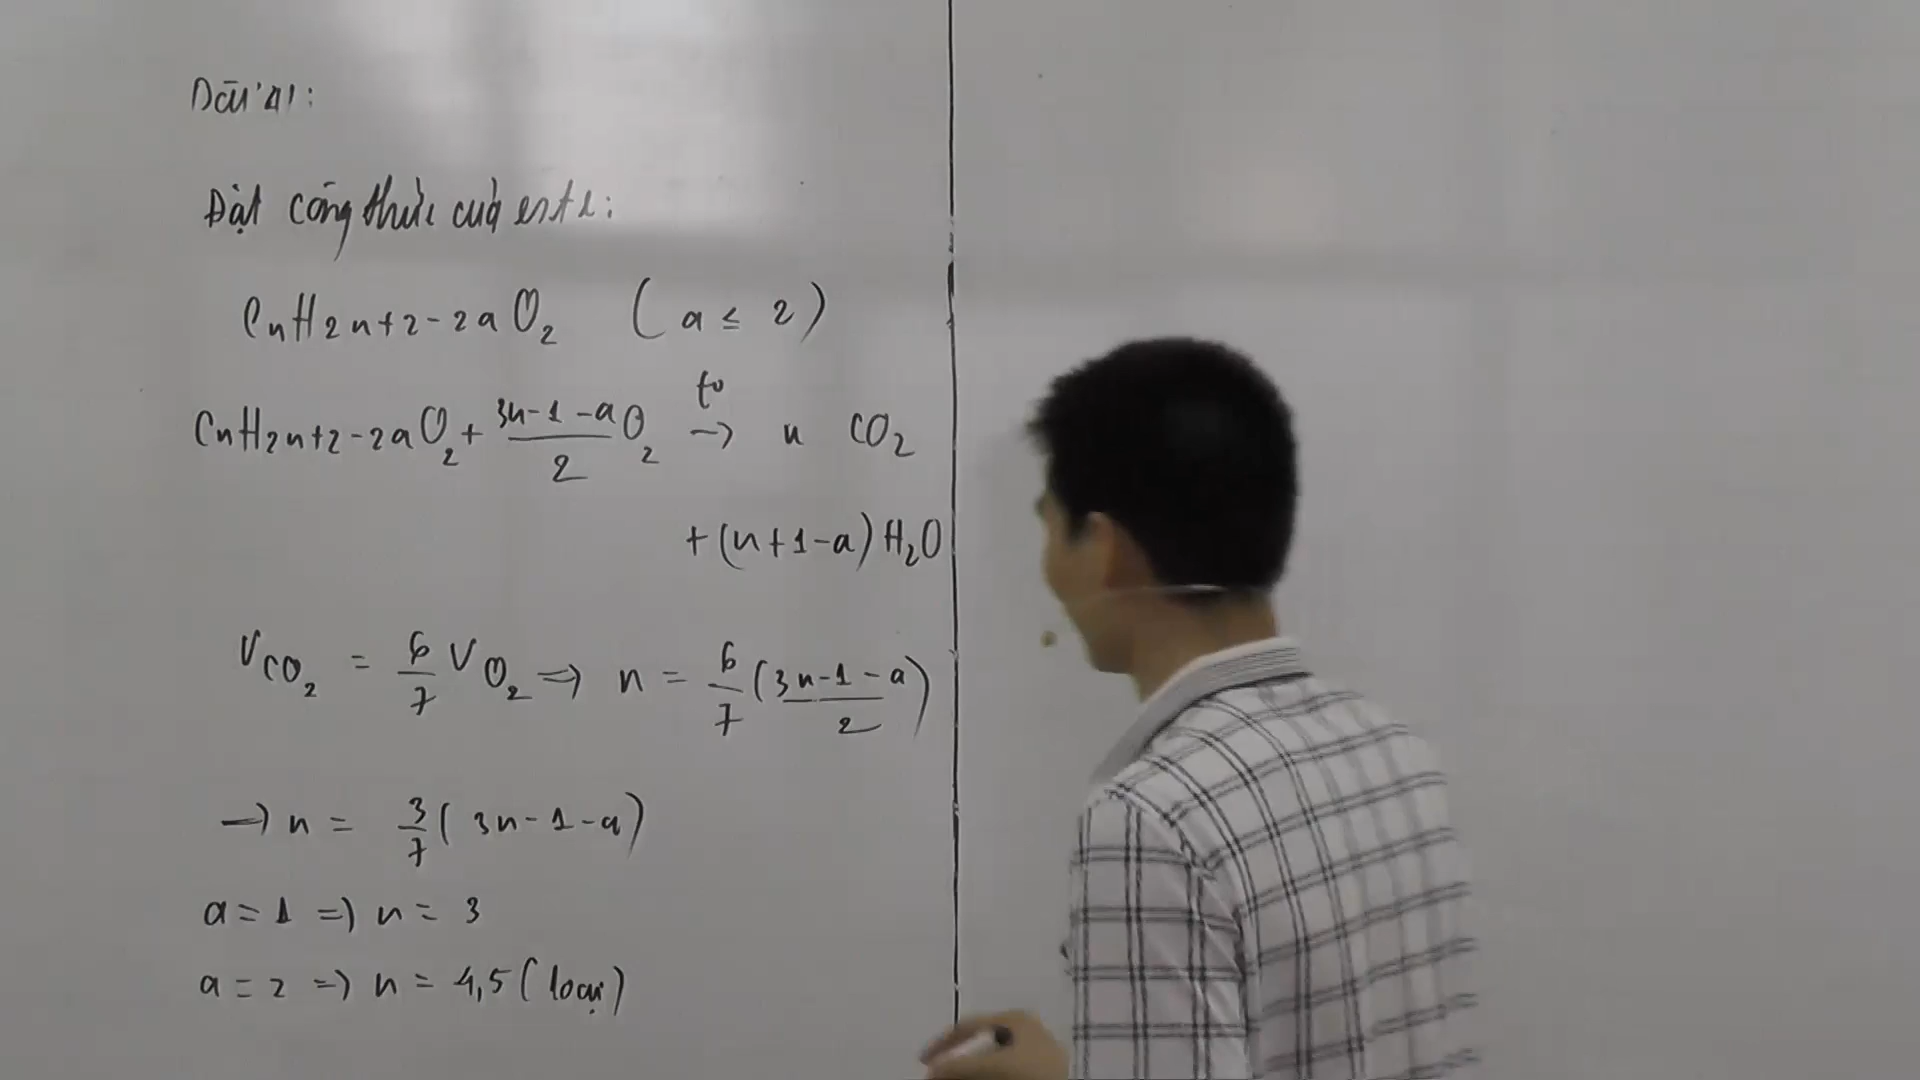 Câu 41:
Đặt công thức của este:
CnH2n+2-2aO2 (a ≤ 2)
CnH2n+2-2aO2 + (3n-1-a)/2 O2 t° → n CO2
+ (n+1-a) H2O
VCO2 = 6/7 VO2 => n = 6/7 ((3n-1-a)/2)
→ n = 3/7 (3n-1-a)
a = 1 => n = 3
a = 2 => n = 4,5 (loại)